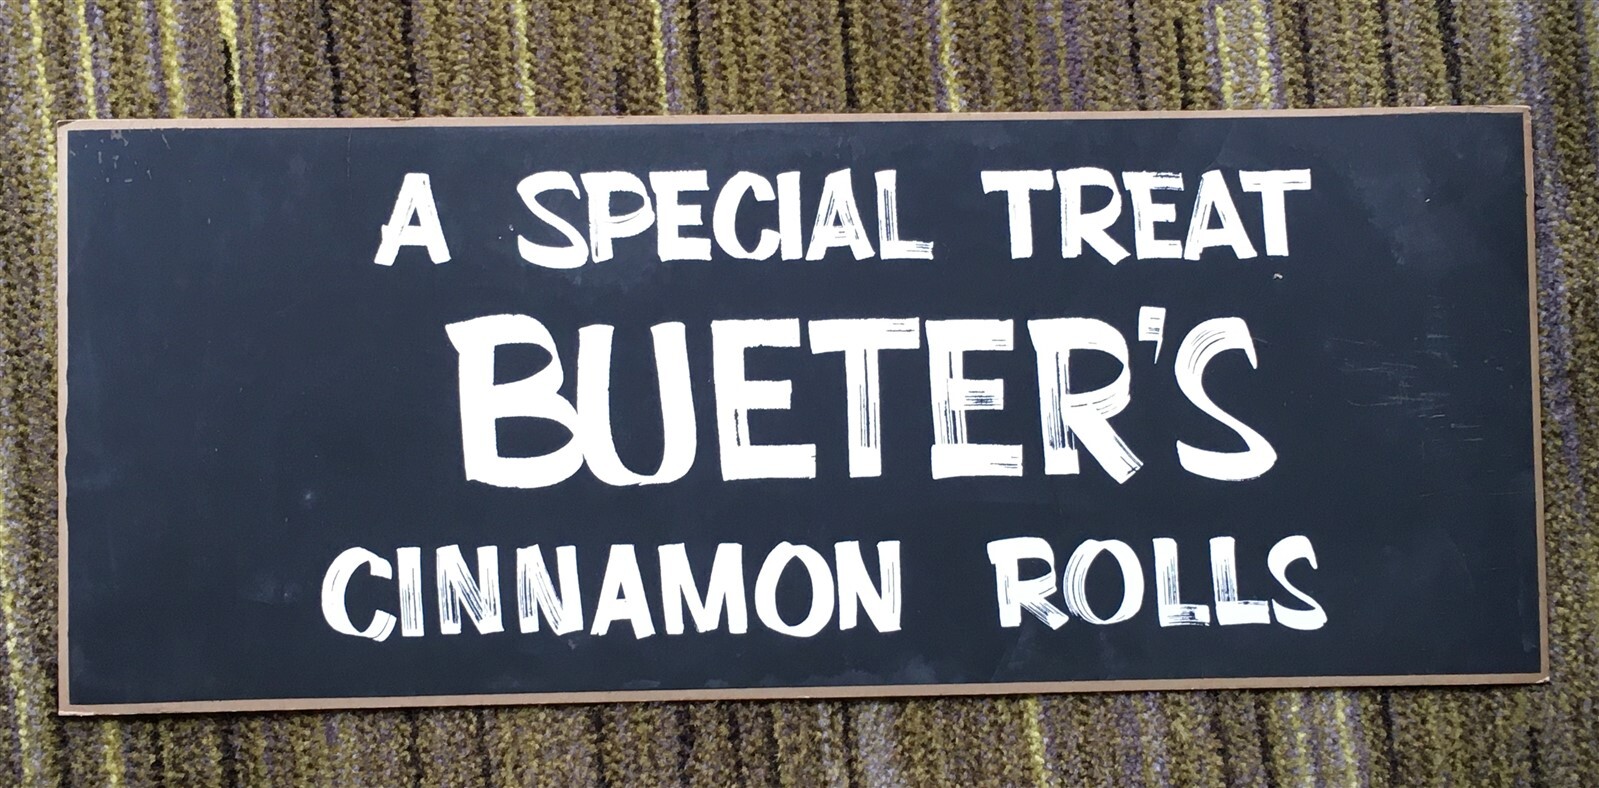 A SPECIAL TREAT
BUETER'S
CINNAMON ROLLS